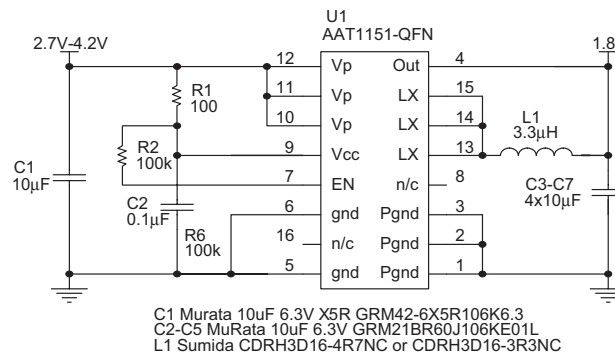 U1
AAT1151-QFN
2.7V-4.2V
1.8
12 Vp Out 4
R1
100
11 Vp LX 15
10 Vp LX 14
L1
3.3µH
R2
100k
9 Vcc LX 13
7 EN n/c 8
C1
10µF
C2
0.1µF
C3-C7
4x10µF
6 gnd Pgnd 3
R6
100k
16 n/c Pgnd 2
5 gnd Pgnd 1
C1 Murata 10uF 6.3V X5R GRM42-6X5R106K6.3
C2-C5 MuRata 10uF 6.3V GRM21BR60J106KE01L
L1 Sumida CDRH3D16-4R7NC or CDRH3D16-3R3NC